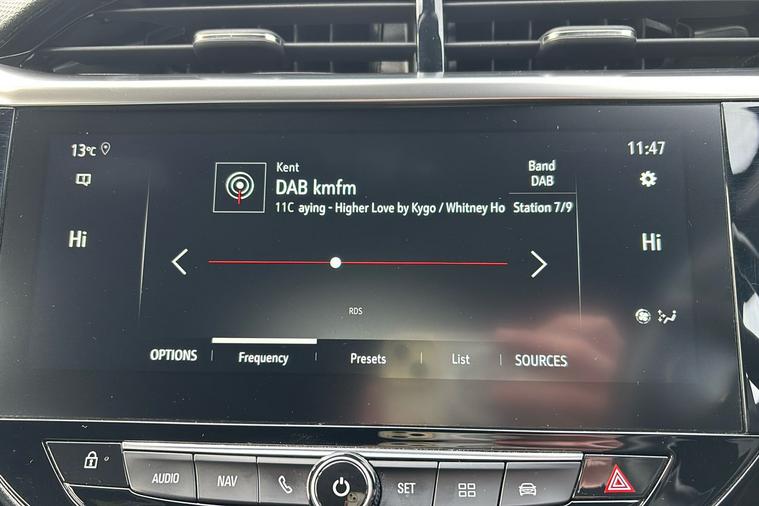 13°C
11:47
Kent
Band
DAB kmfm
DAB
11C aying - Higher Love by Kygo / Whitney Ho
Station 7/9
Hi
Hi
RDS
OPTIONS
Frequency
Presets
List
SOURCES
AUDIO
NAV
SET